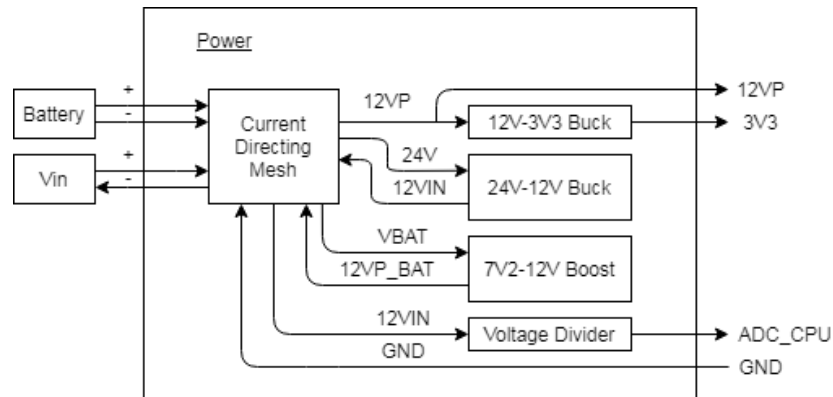 Power
+
Battery
-
12VP
12VP
12V-3V3 Buck
3V3
Current
Directing
Mesh
+
Vin
-
24V
12VIN
24V-12V Buck
VBAT
12VP_BAT
7V2-12V Boost
12VIN
Voltage Divider
ADC_CPU
GND
GND